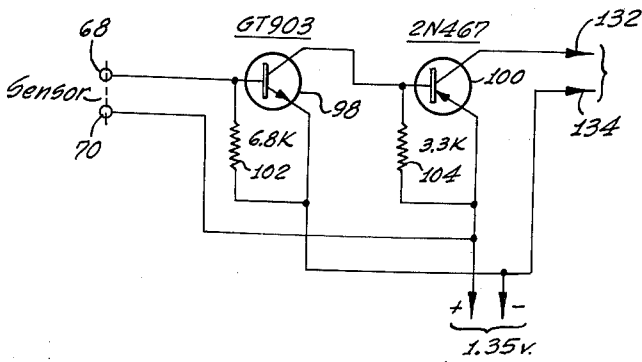 GT903
2N467
68
132
Sensor
98
100
134
70
6.8K
102
3.3K
104
+
-
1.35v.